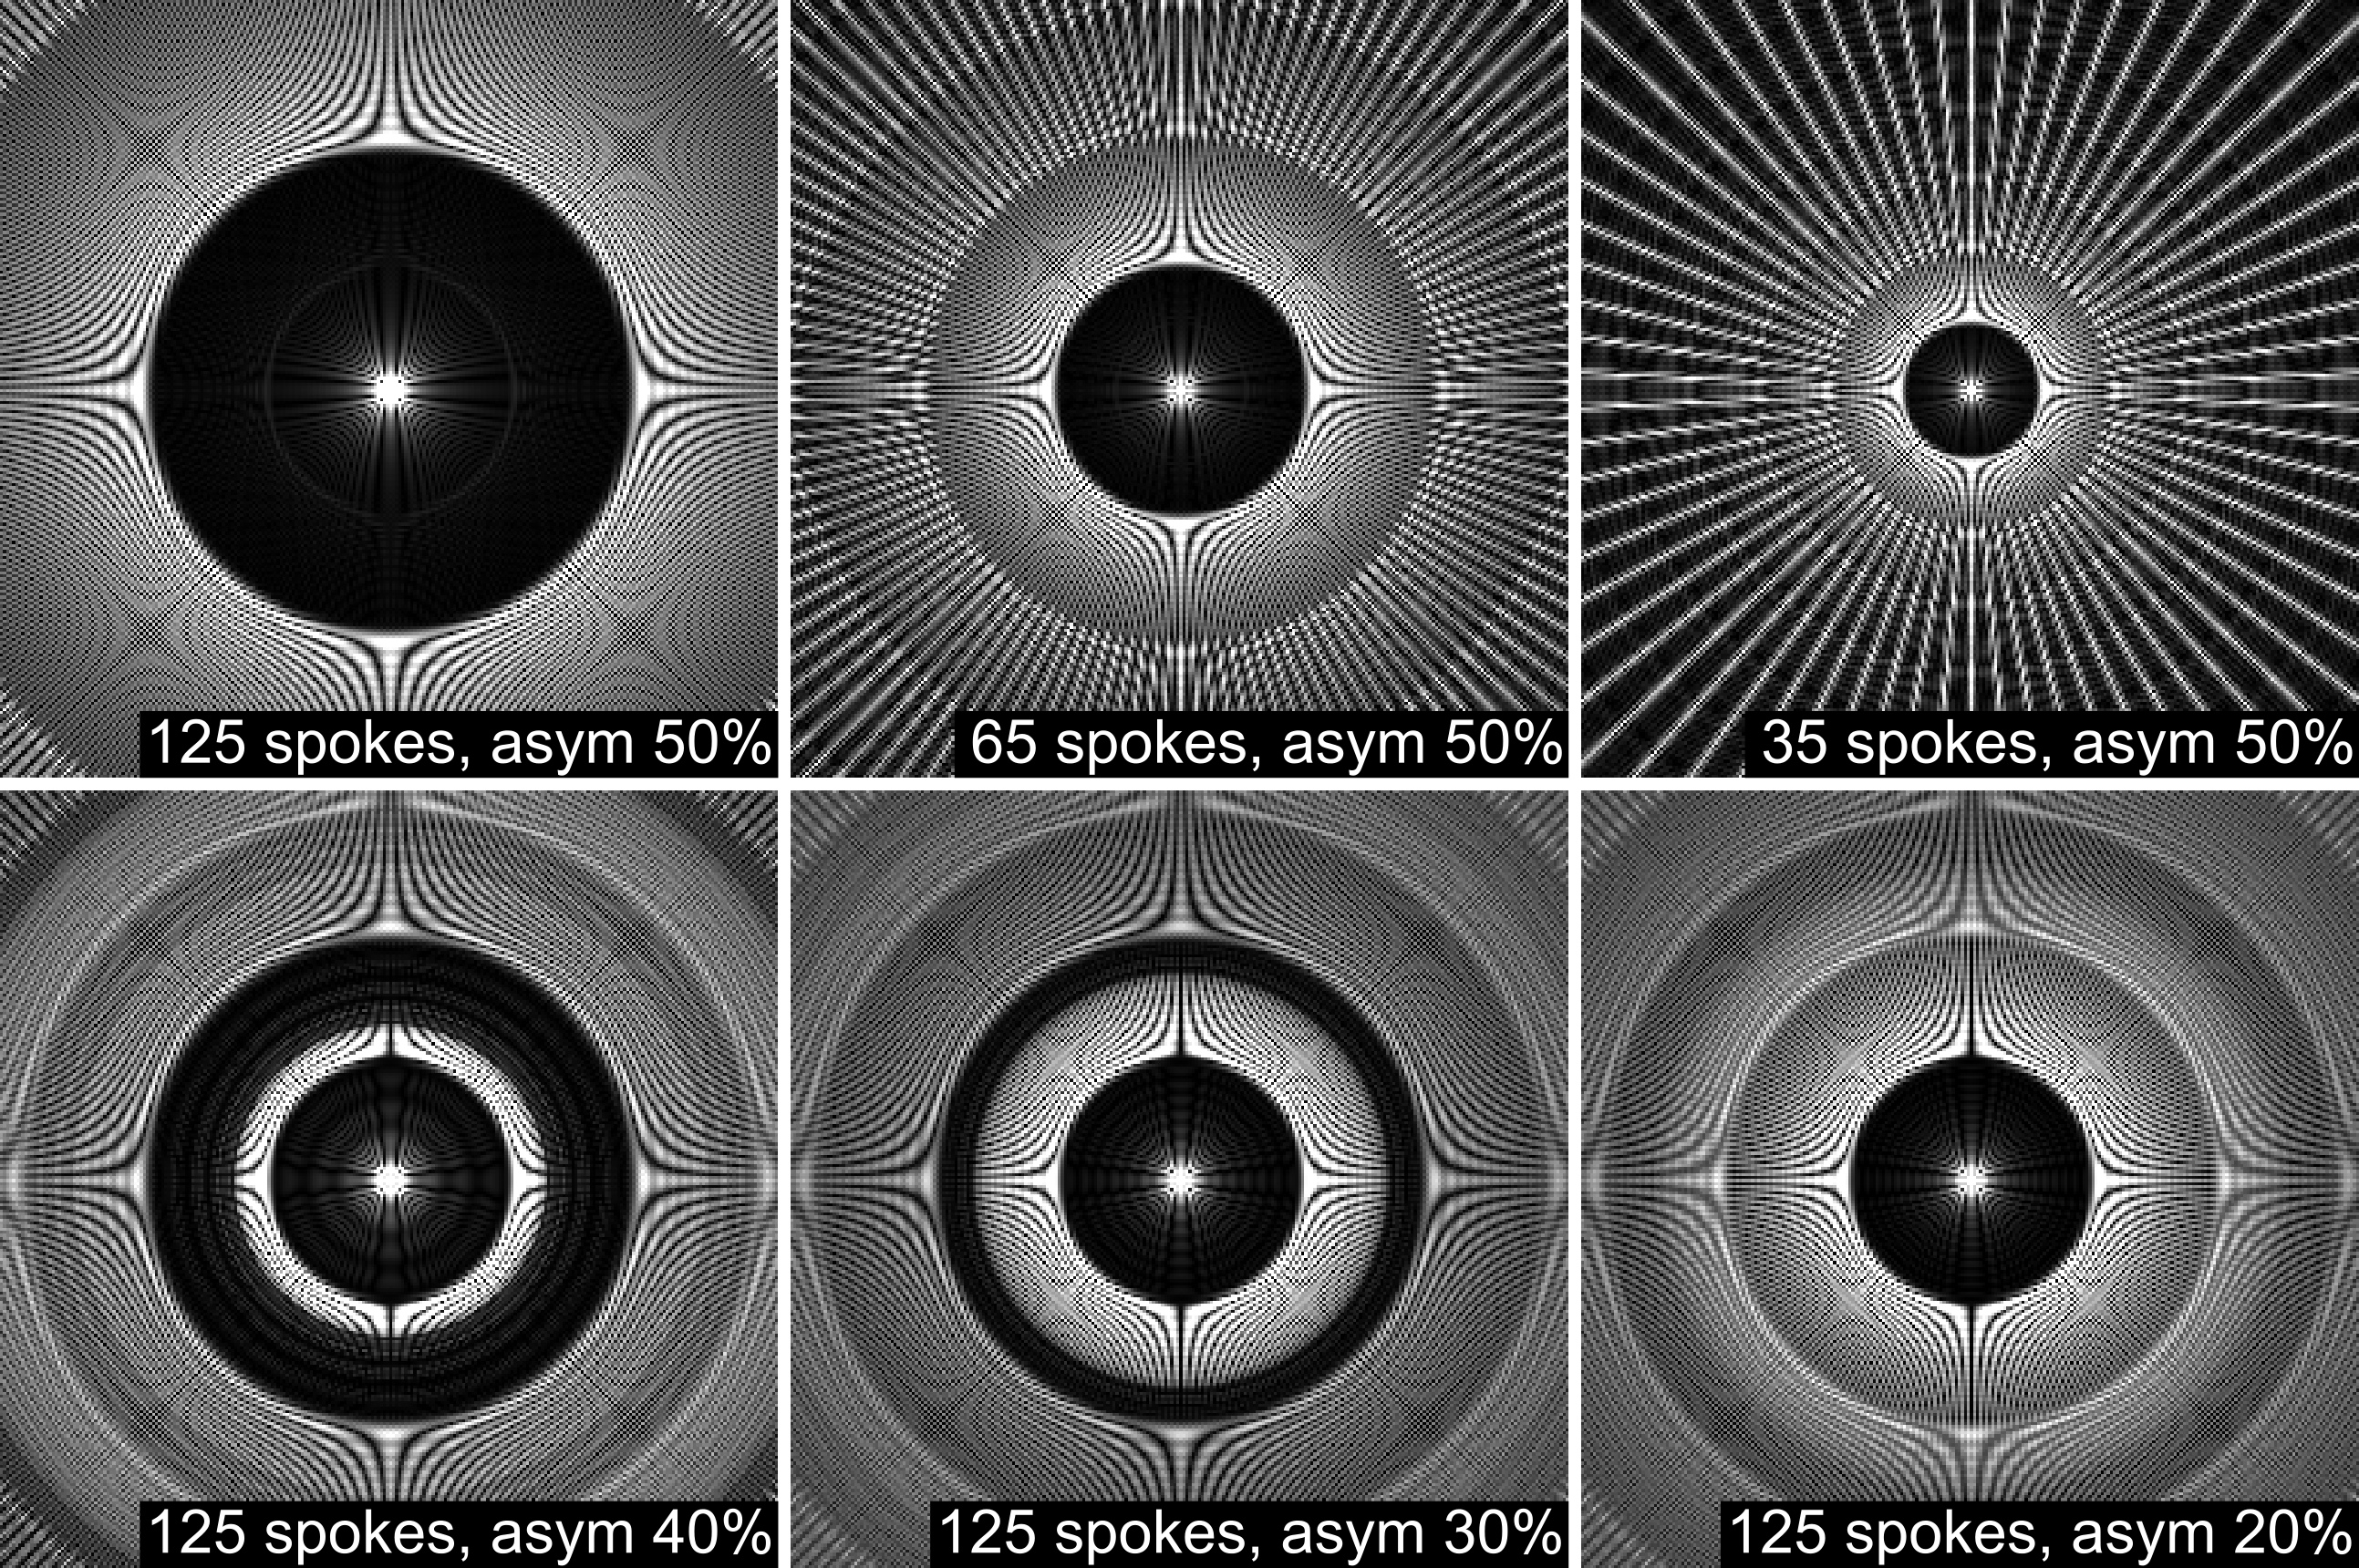 125 spokes, asym 50%
65 spokes, asym 50%
35 spokes, asym 50%
125 spokes, asym 40%
125 spokes, asym 30%
125 spokes, asym 20%